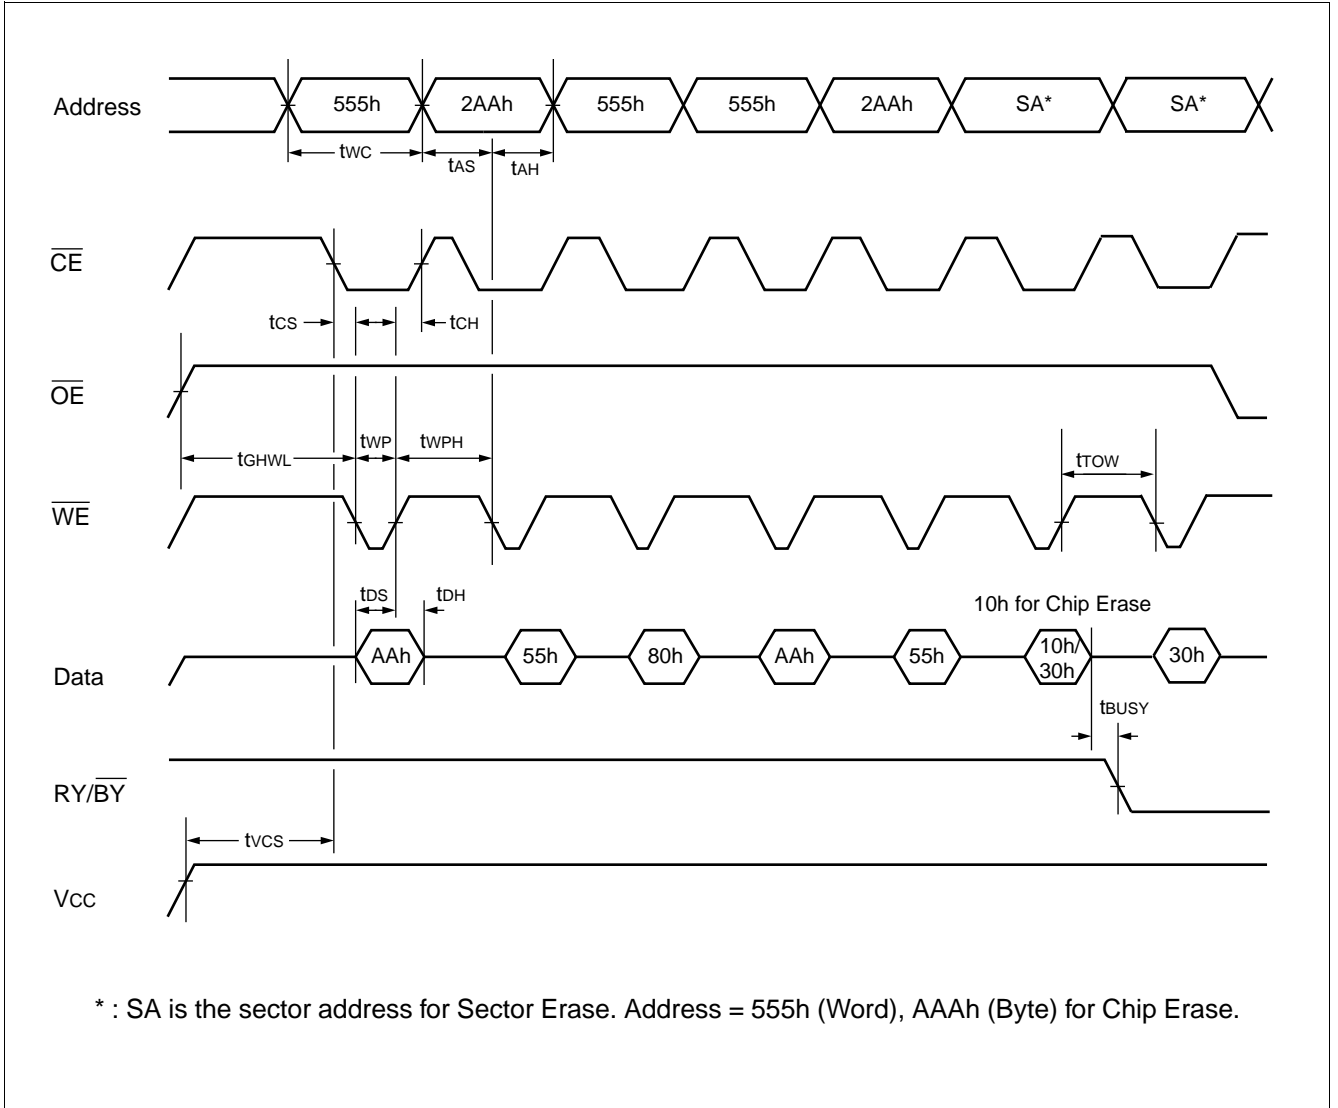 Address 555h 2AAh 555h 555h 2AAh SA* SA*
tWC tAS tAH
CE
tCS tCH
OE
tGHWL tWP tWPH tTOW
WE
tDS tDH
10h for Chip Erase
Data AAh 55h 80h AAh 55h 10h/ 30h 30h
tBUSY
RY/BY
tVCS
VCC
* : SA is the sector address for Sector Erase. Address = 555h (Word), AAAh (Byte) for Chip Erase.